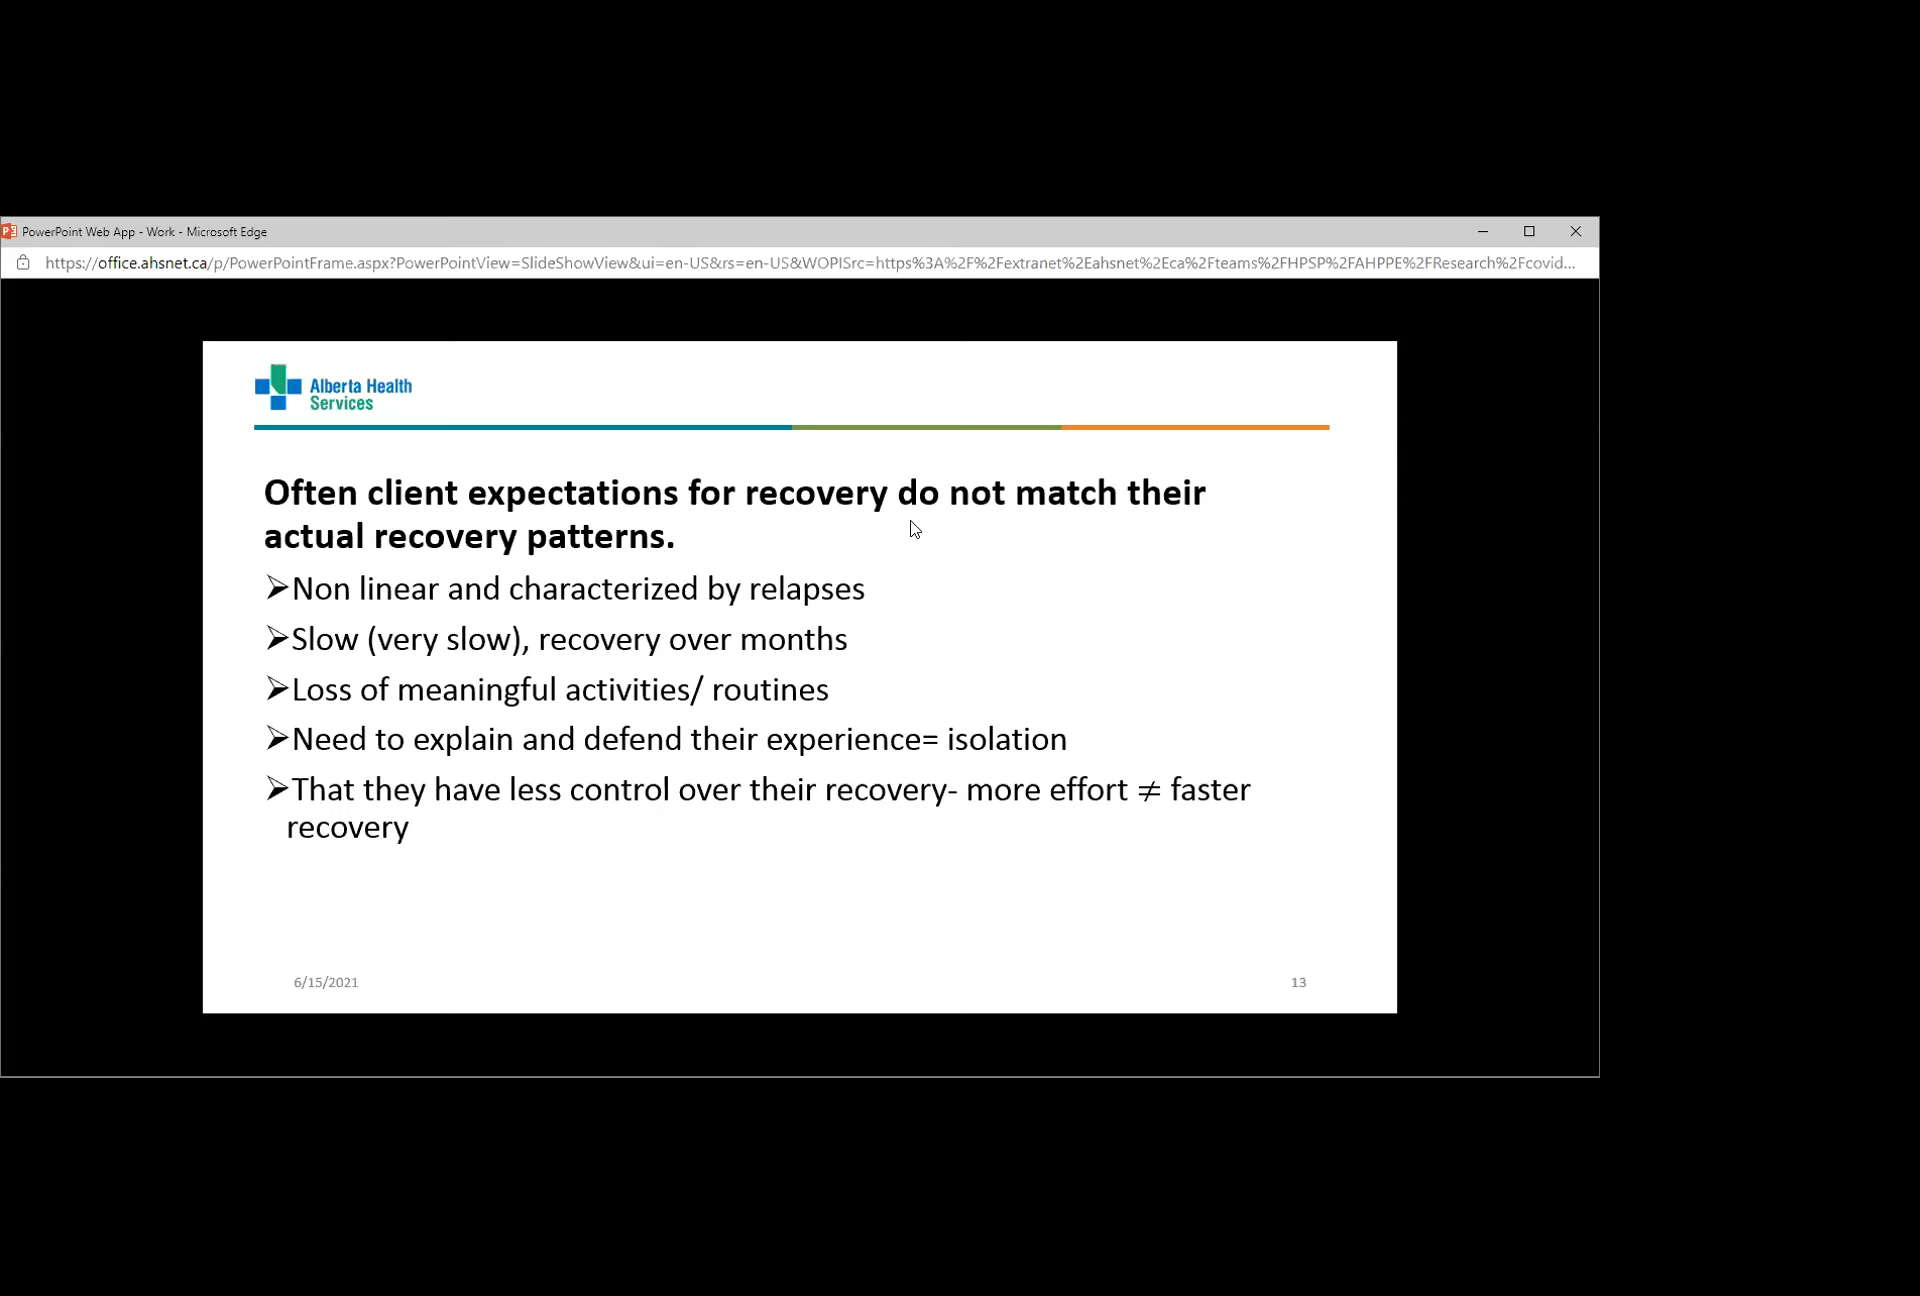 PowerPoint Web App - Work - Microsoft Edge
https://office.ahsnet.ca/p/PowerPointFrame.aspx?PowerPointView=SlideShowView&ui=en-US&rs=en-US&WOPISrc=https%3A%2F%2Fextranet%2Eahsnet%2Eca%2Fteams%2FHPSP%2FAHPPE%2FResearch%2Fcovid...
Alberta Health
Services
Often client expectations for recovery do not match their
actual recovery patterns.
➢Non linear and characterized by relapses
➢Slow (very slow), recovery over months
➢Loss of meaningful activities/ routines
➢Need to explain and defend their experience= isolation
➢That they have less control over their recovery- more effort ≠ faster
recovery
6/15/2021
13